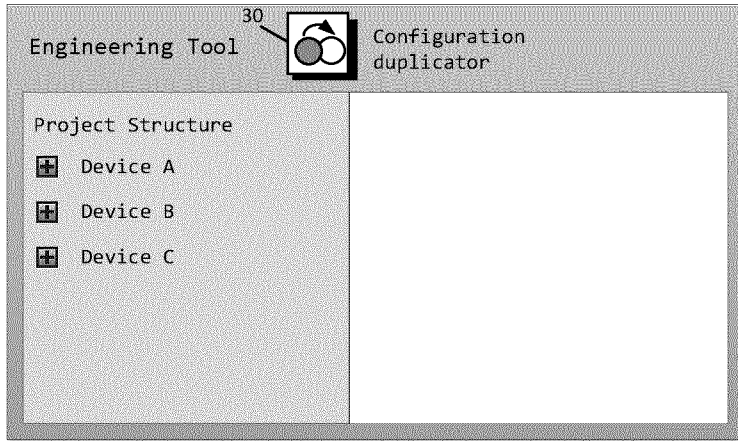 30
Engineering Tool
Configuration
duplicator
Project Structure
Device A
Device B
Device C